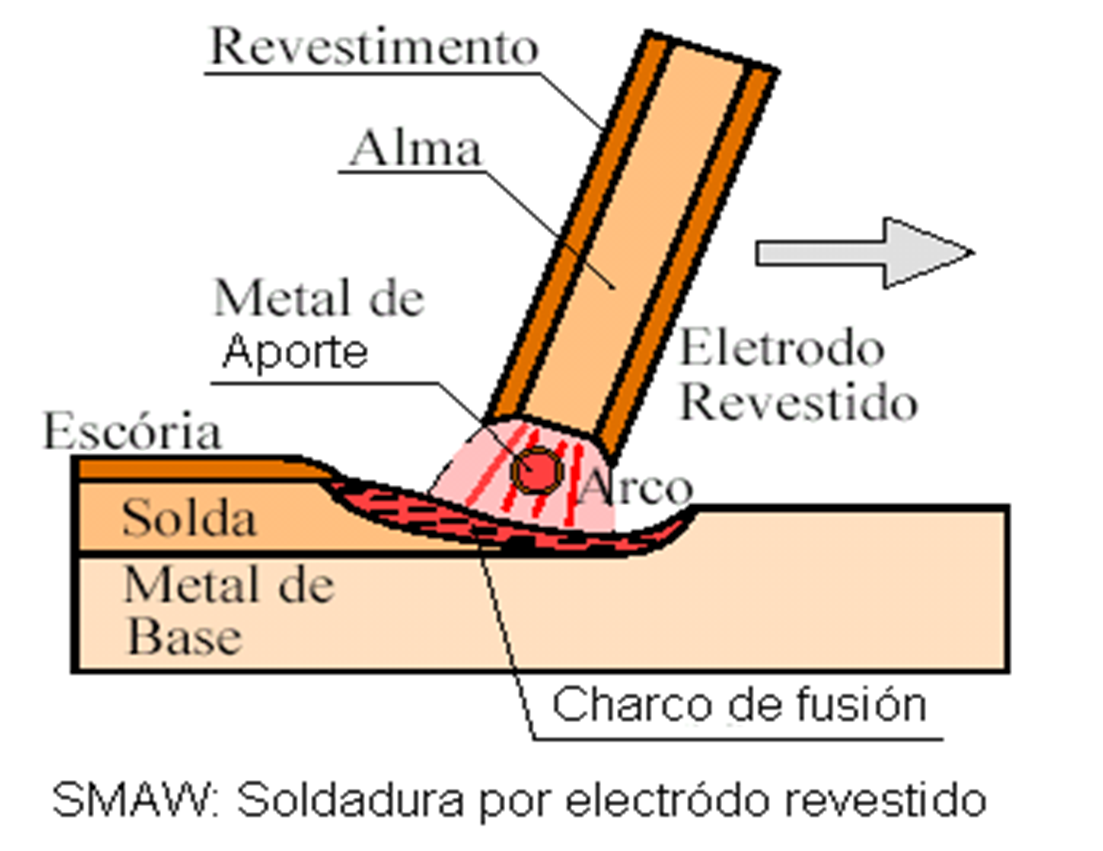 Revestimento
Alma
Metal de
Aporte
Eletrodo
Revestido
Escória
Arco
Solda
Metal de
Base
Charco de fusión
SMAW: Soldadura por electródo revestido